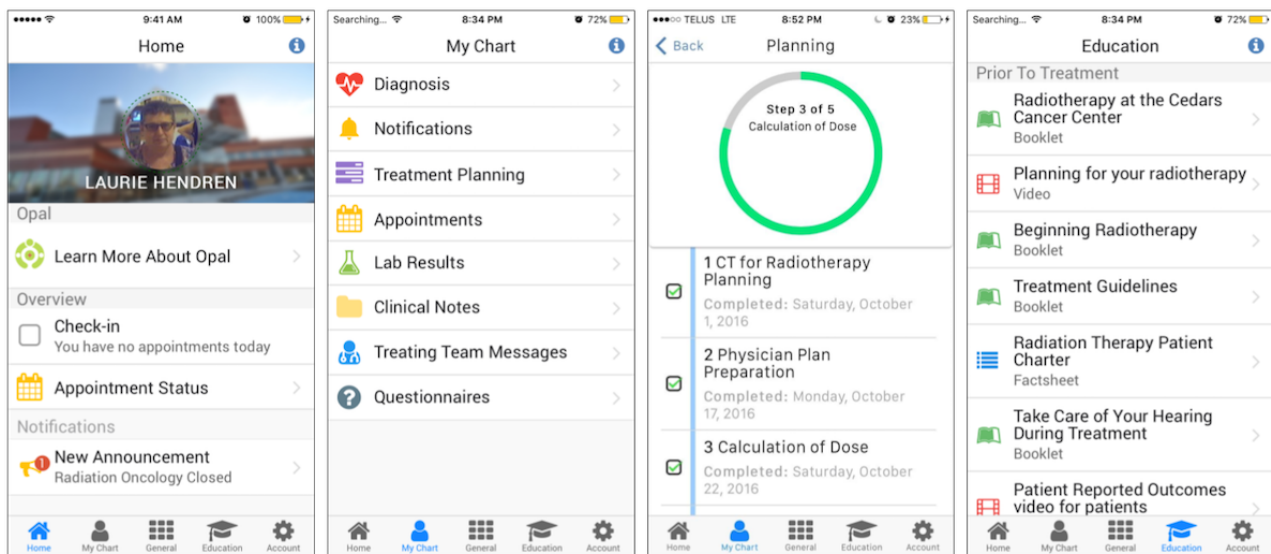 9:41 AM
100%
Home
LAURIE HENDREN
Opal
Learn More About Opal
Overview
Check-in
You have no appointments today
Appointment Status
Notifications
1
New Announcement
Radiation Oncology Closed
Home
My Chart
General
Education
Account
Searching...
8:34 PM
72%
My Chart
Diagnosis
Notifications
Treatment Planning
Appointments
Lab Results
Clinical Notes
Treating Team Messages
Questionnaires
Home
My Chart
General
Education
Account
TELUS LTE
8:52 PM
23%
Back
Planning
Step 3 of 5
Calculation of Dose
1 CT for Radiotherapy
Planning
Completed: Saturday, October
1, 2016
2 Physician Plan
Preparation
Completed: Monday, October
17, 2016
3 Calculation of Dose
Completed: Saturday, October
22, 2016
Home
My Chart
General
Education
Account
Searching...
8:34 PM
72%
Education
Prior To Treatment
Radiotherapy at the Cedars
Cancer Center
Booklet
Planning for your radiotherapy
Video
Beginning Radiotherapy
Booklet
Treatment Guidelines
Booklet
Radiation Therapy Patient
Charter
Factsheet
Take Care of Your Hearing
During Treatment
Booklet
Patient Reported Outcomes
video for patients
Home
My Chart
General
Education
Account